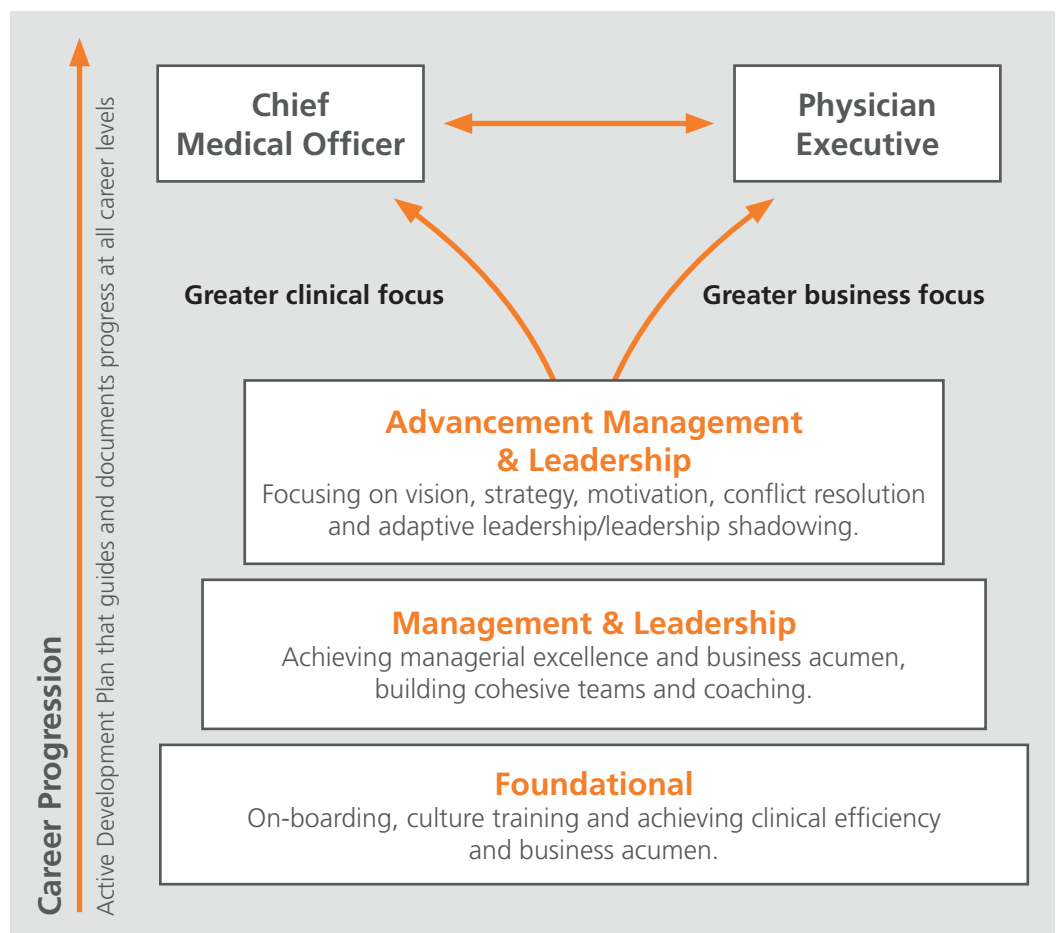 Chief
Medical Officer
Physician
Executive
Greater clinical focus
Greater business focus
Advancement Management
& Leadership
Focusing on vision, strategy, motivation, conflict resolution
and adaptive leadership/leadership shadowing.
Management & Leadership
Achieving managerial excellence and business acumen,
building cohesive teams and coaching.
Foundational
On-boarding, culture training and achieving clinical efficiency
and business acumen.
Career Progression
Active Development Plan that guides and documents progress at all career levels